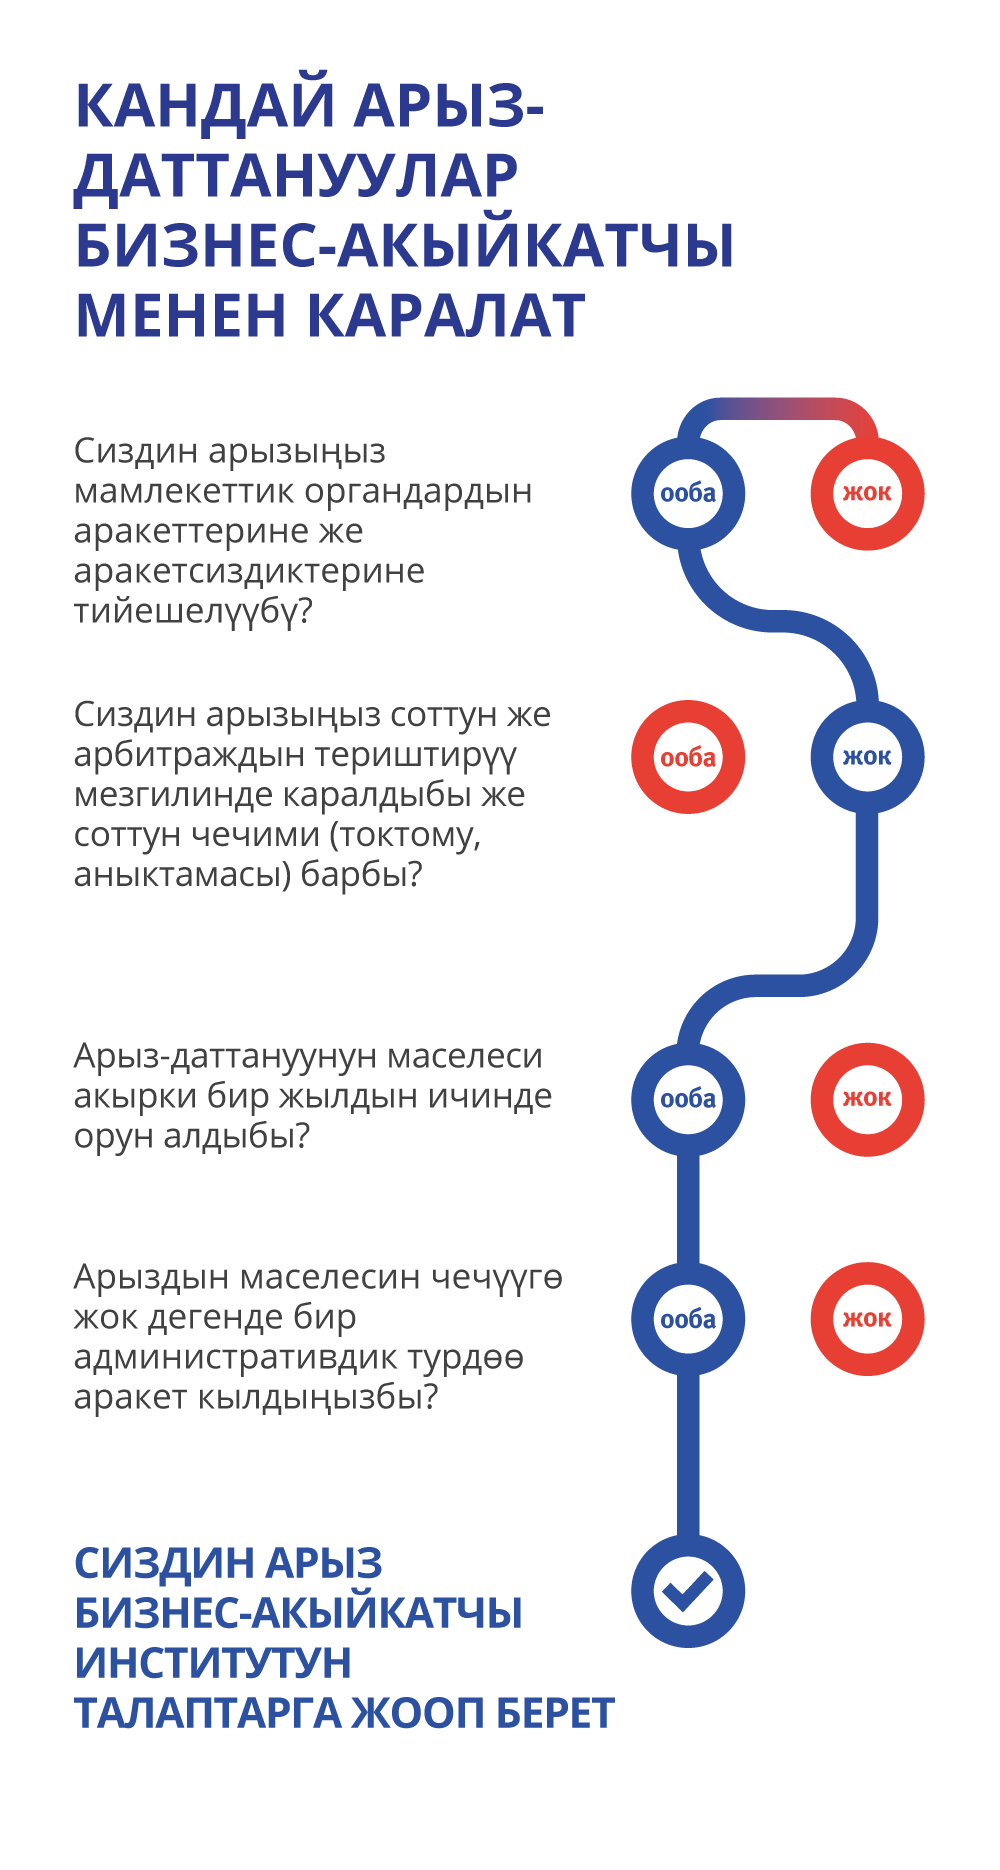 КАНДАЙ АРЫЗ-
ДАТТАНУУЛАР
БИЗНЕС-АКЫЙКАТЧЫ
МЕНЕН КАРАЛАТ
Сиздин арызыңыз
мамлекеттик органдардын
аракеттерине же
аракетсиздиктерине
тийешелүүбү?
ооба
жок
Сиздин арызыңыз соттун же
арбитраждын териштирүү
мезгилинде каралдыбы же
соттун чечими (токтому,
аныктамасы) барбы?
ооба
жок
Арыз-даттануунун маселеси
акырки бир жылдын ичинде
орун алдыбы?
ооба
жок
Арыздын маселесин чечүүгө
жок дегенде бир
административдик турдөө
аракет кылдыңызбы?
ооба
жок
СИЗДИН АРЫЗ
БИЗНЕС-АКЫЙКАТЧЫ
ИНСТИТУТУН
ТАЛАПТАРГА ЖООП БЕРЕТ